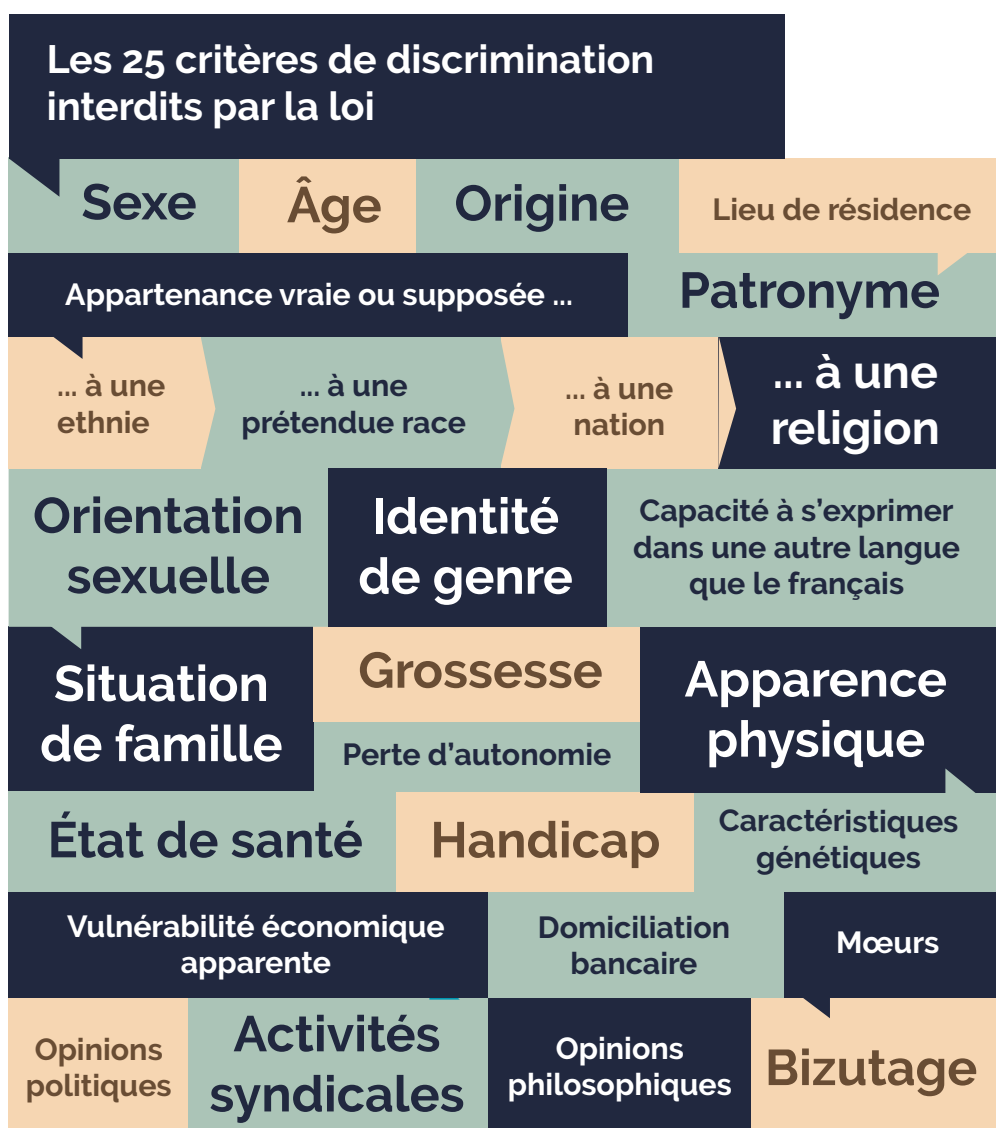 Les 25 critères de discrimination
interdits par la loi
Sexe
Âge
Origine
Lieu de résidence
Appartenance vraie ou supposée ...
Patronyme
... à une
ethnie
... à une
prétendue race
... à une
nation
... à une
religion
Orientation
sexuelle
Identité
de genre
Capacité à s'exprimer
dans une autre langue
que le français
Situation
de famille
Grossesse
Perte d'autonomie
Apparence
physique
État de santé
Handicap
Caractéristiques
génétiques
Vulnérabilité économique
apparente
Domiciliation
bancaire
Mœurs
Opinions
politiques
Activités
syndicales
Opinions
philosophiques
Bizutage